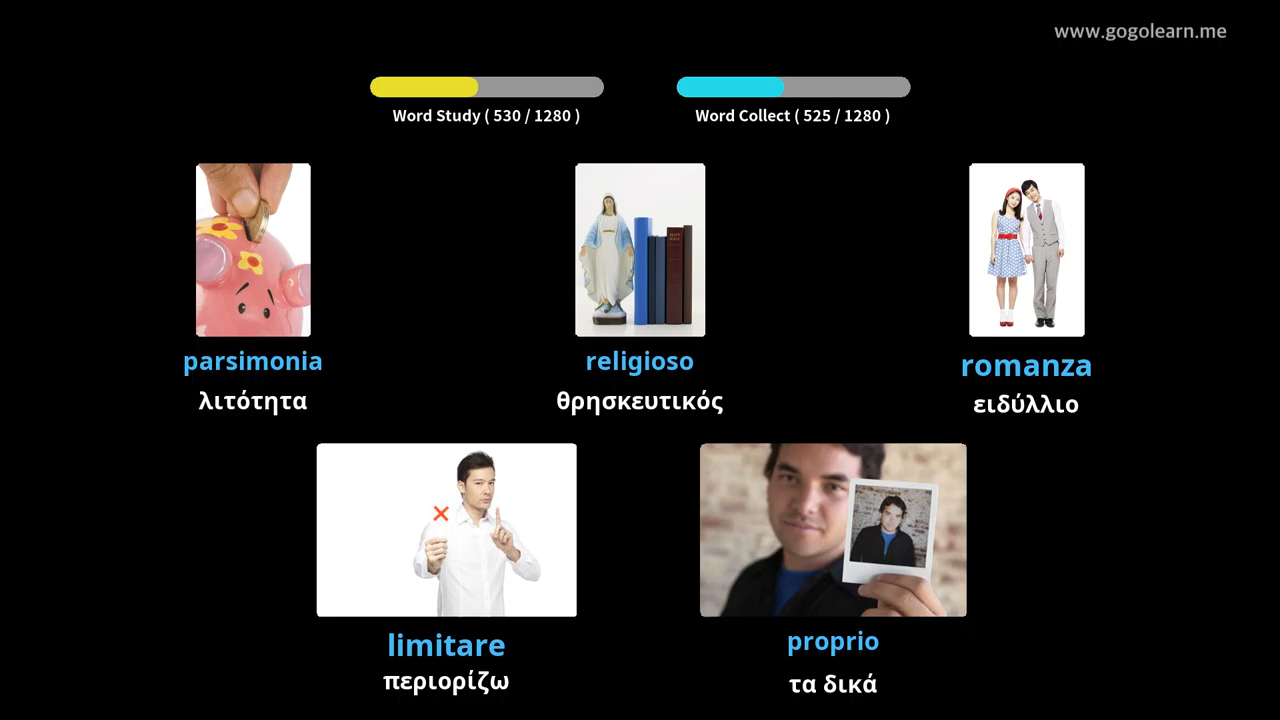 www.gogolearn.me
Word Study ( 530 / 1280 )
Word Collect ( 525 / 1280 )
parsimonia
λιτότητα
religioso
θρησκευτικός
romanza
ειδύλλιο
limitare
περιορίζω
proprio
τα δικά